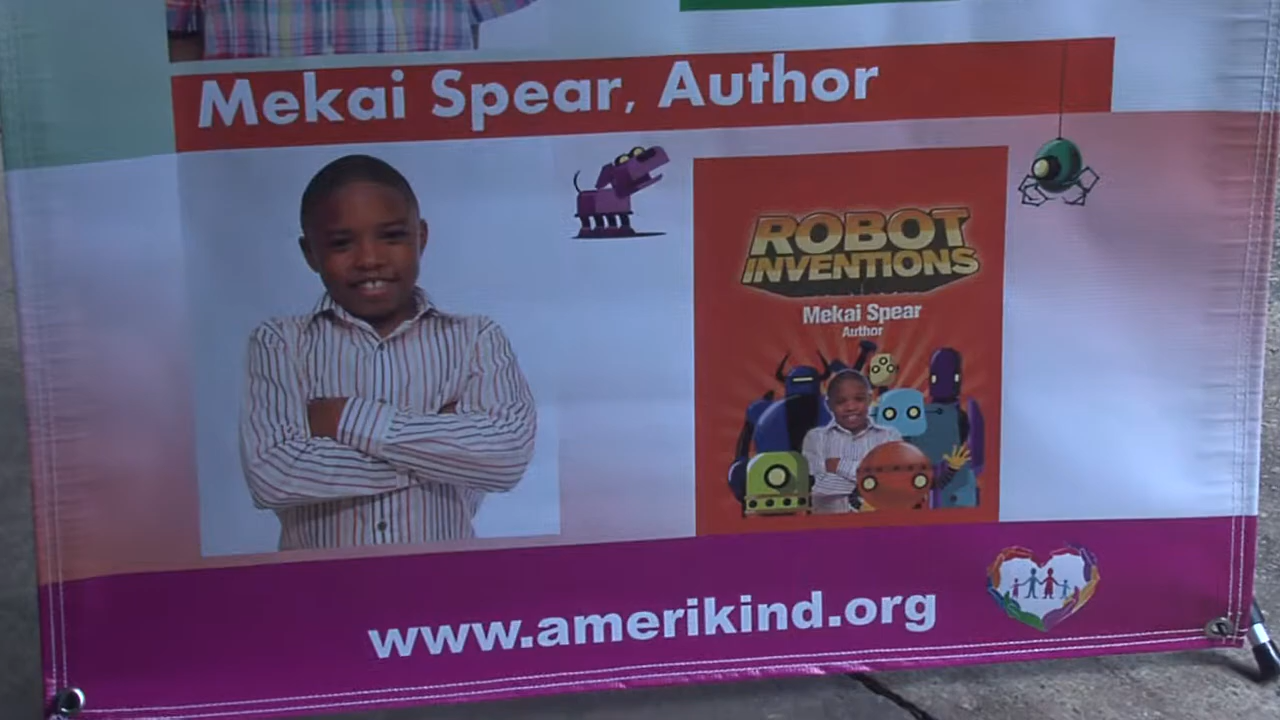 Mekai Spear, Author
ROBOT
INVENTIONS
Mekai Spear
Author
www.amerikind.org